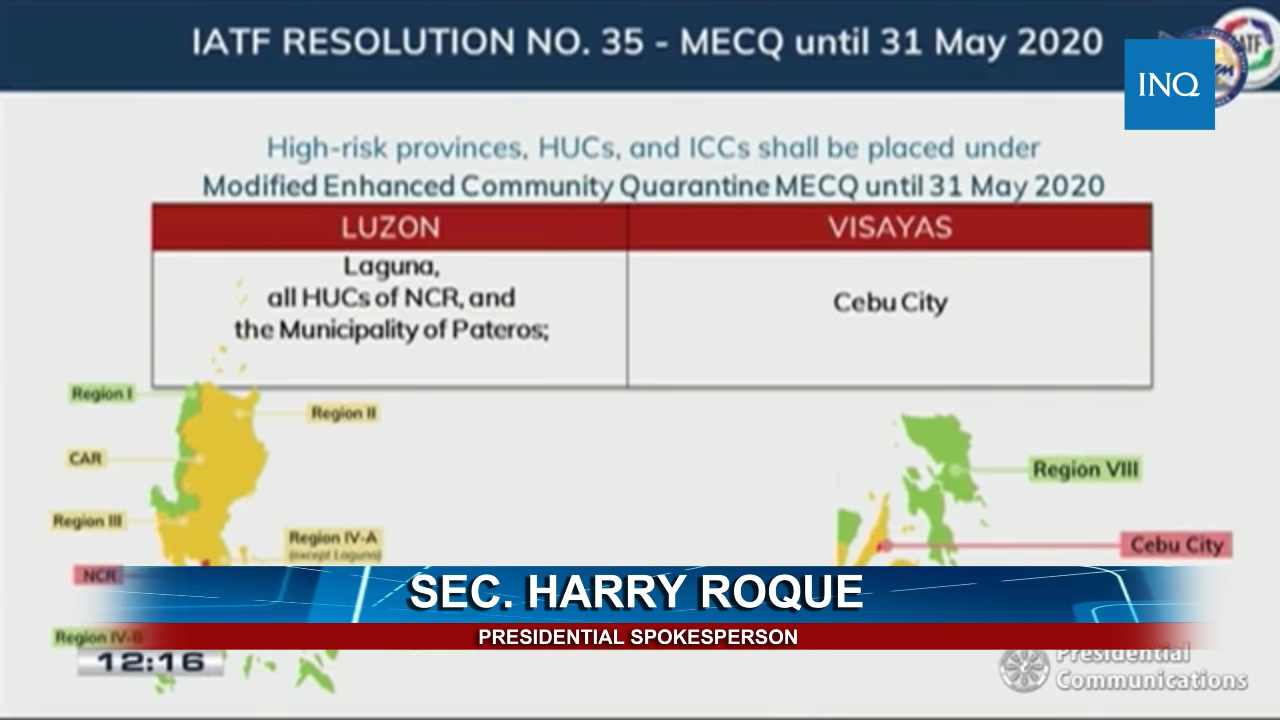 IATF RESOLUTION NO. 35 - MECQ until 31 May 2020
IATF
INQ
High-risk provinces, HUCs, and ICCs shall be placed under
Modified Enhanced Community Quarantine MECQ until 31 May 2020
LUZON
VISAYAS
Laguna,
all HUCs of NCR, and
the Municipality of Pateros;
Cebu City
Region I
Region II
CAR
Region III
Region IV-A
(except Laguna)
NCR
Region IV-B
Region VIII
Cebu City
SEC. HARRY ROQUE
PRESIDENTIAL SPOKESPERSON
12:16
Presidential
Communications